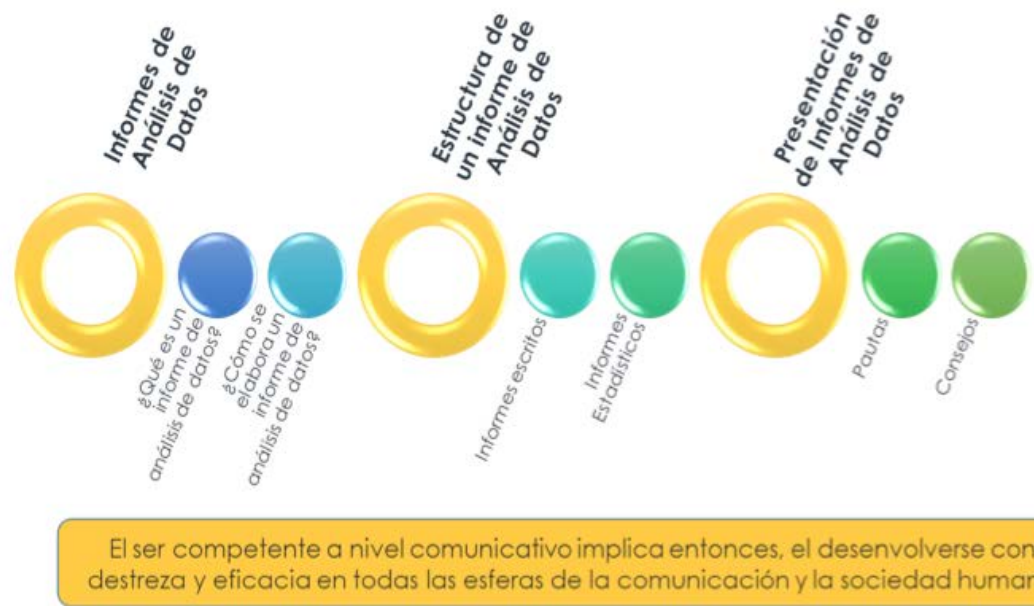 Informes de
Análisis de
Datos
¿Qué es un
informe de
análisis de datos?
¿Cómo se
elabora un
informe de
análisis de datos?
Estructura de
un informe de
Análisis de
Datos
Informes escritos
Informes
Estadísticos
Presentación
de Informes de
Análisis de
Datos
Pautas
Consejos
El ser competente a nivel comunicativo implica entonces, el desenvolverse con
destreza y eficacia en todas las esferas de la comunicación y la sociedad human